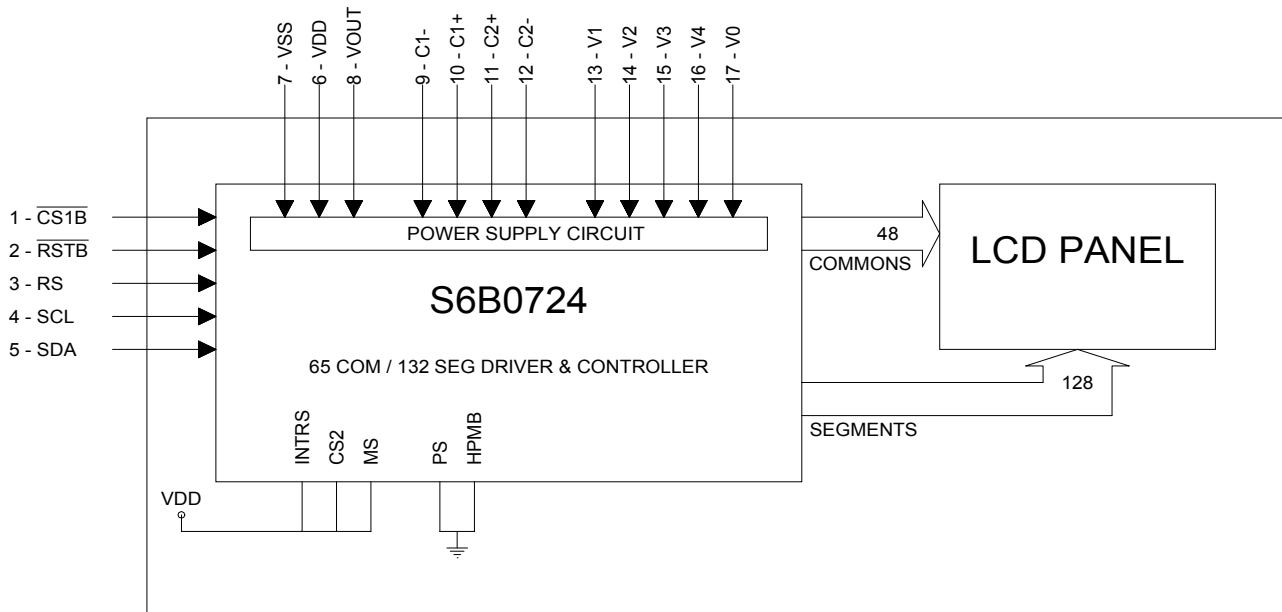 7 - VSS
6 - VDD
8 - VOUT
9 - C1-
10 - C1+
11 - C2+
12 - C2-
13 - V1
14 - V2
15 - V3
16 - V4
17 - V0
1 - CS1B
2 - RSTB
3 - RS
4 - SCL
5 - SDA
POWER SUPPLY CIRCUIT
S6B0724
65 COM / 132 SEG DRIVER & CONTROLLER
48
COMMONS
LCD PANEL
128
SEGMENTS
INTRS
CS2
MS
PS
HPMB
VDD